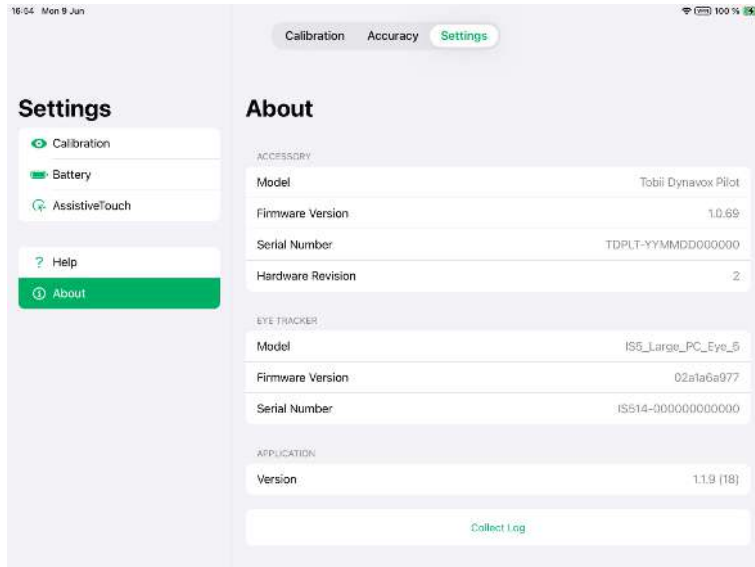 16:54 Mon 9 Jun
100 %
Calibration Accuracy Settings
Settings
Calibration
Battery
AssistiveTouch
? Help
About
About
ACCESSORY
Model Tobii Dynavox Pilot
Firmware Version 1.0.69
Serial Number TDPLT-YYMMDD000000
Hardware Revision 2
EYE TRACKER
Model IS5_Large_PC_Eye_5
Firmware Version 02a1a6a977
Serial Number IS514-000000000000
APPLICATION
Version 1.1.9 (18)
Collect Log